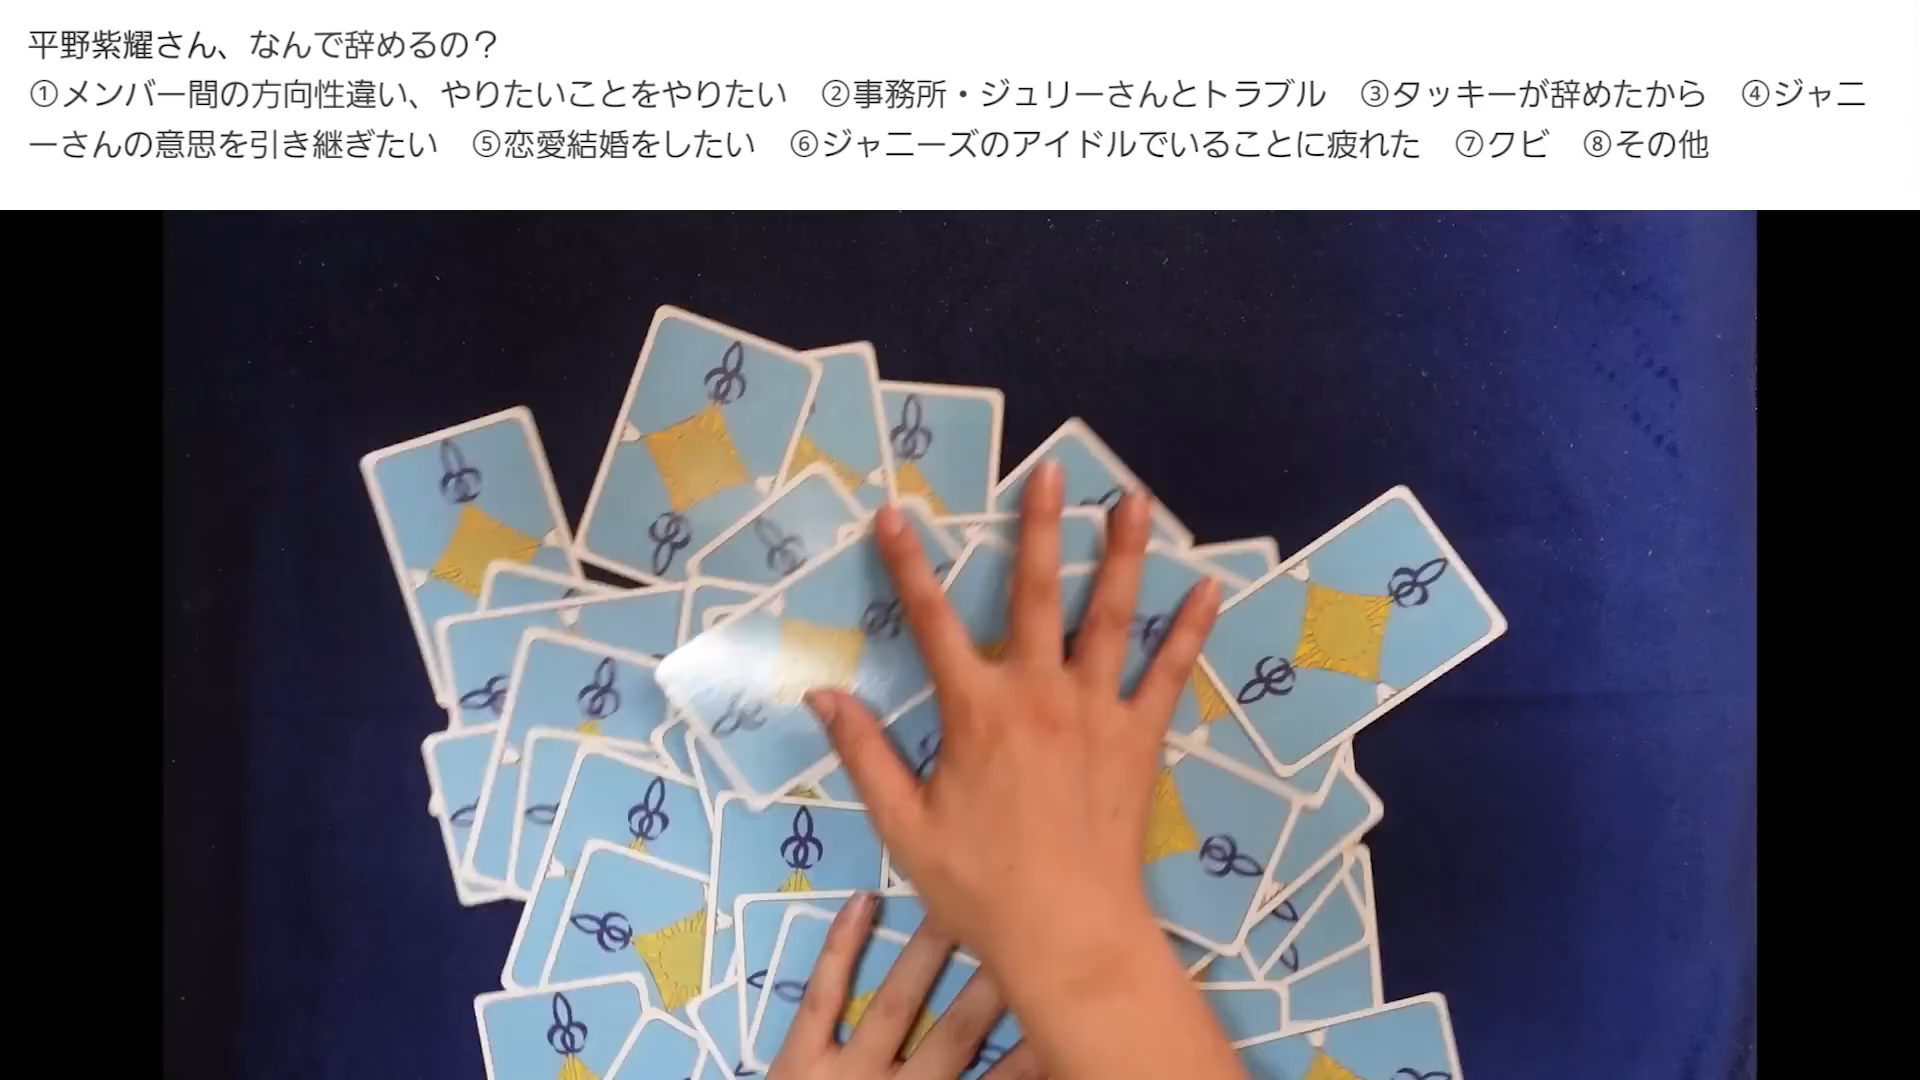 平野紫耀さん、なんで辞めるの？
①メンバー間の方向性違い、やりたいことをやりたい　②事務所・ジュリーさんとトラブル　③タッキーが辞めたから　④ジャニ
ーさんの意思を引き継ぎたい　⑤恋愛結婚をしたい　⑥ジャニーズのアイドルでいることに疲れた　⑦クビ　⑧その他